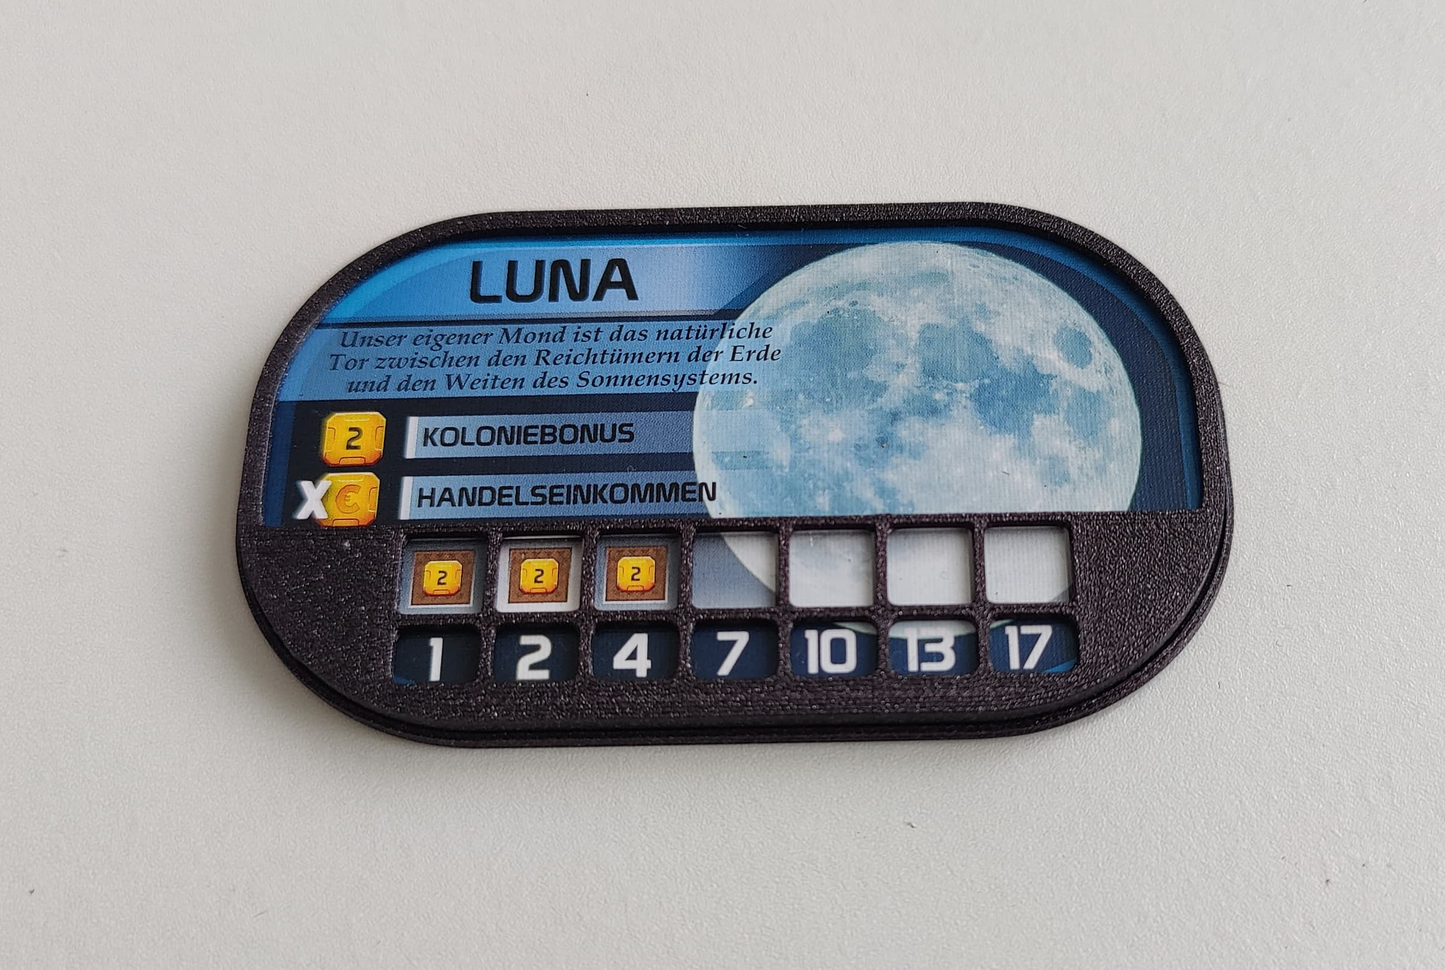 LUNA
Unser eigener Mond ist das natürliche
Tor zwischen den Reichtümern der Erde
und den Weiten des Sonnensystems.
2 KOLONIEBONUS
X € HANDELSEINKOMMEN
2 2 2
1 2 4 7 10 13 17